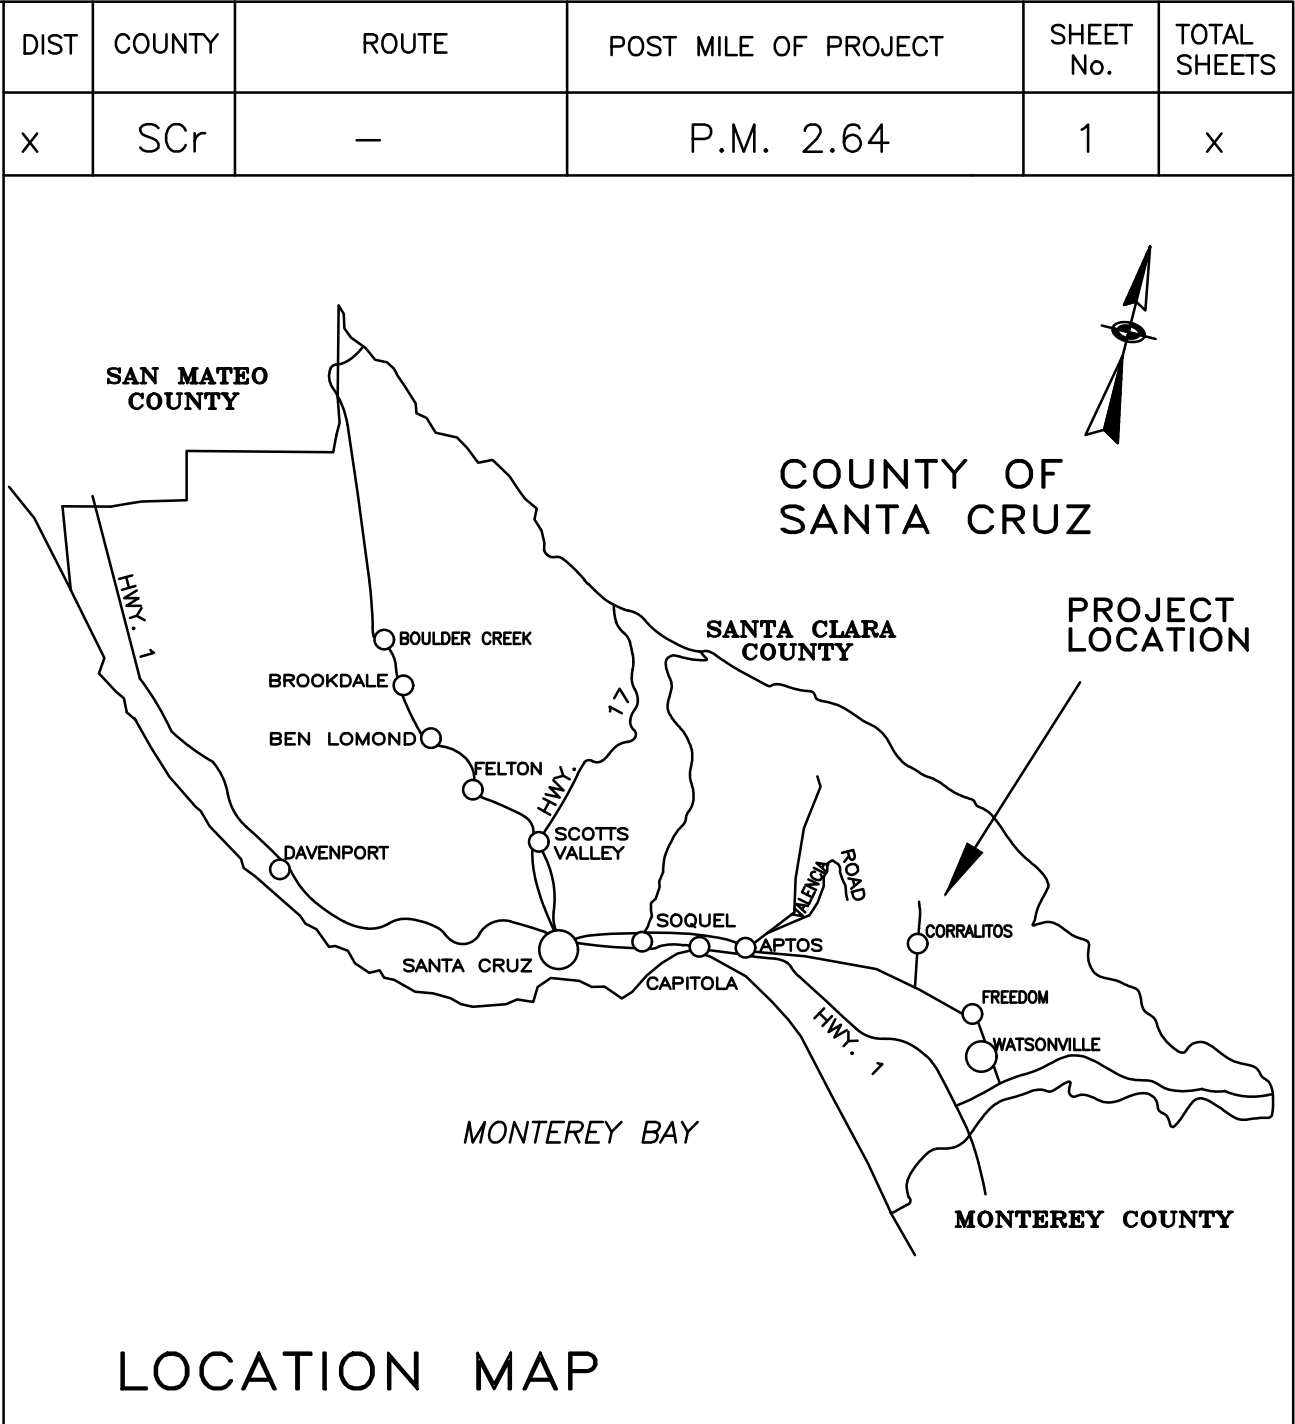 DIST COUNTY ROUTE POST MILE OF PROJECT SHEET No. TOTAL SHEETS
x SCr – P.M. 2.64 1 x
SAN MATEO
COUNTY
COUNTY OF
SANTA CRUZ
HWY. 1
PROJECT
LOCATION
SANTA CLARA
COUNTY
BOULDER CREEK
BROOKDALE
HWY. 17
BEN LOMOND
FELTON
SCOTTS
VALLEY
DAVENPORT
VALENCIA
ROAD
SOQUEL
CORRALITOS
APTOS
SANTA CRUZ
CAPITOLA
FREEDOM
HWY. 1
WATSONVILLE
MONTEREY BAY
MONTEREY COUNTY
LOCATION MAP